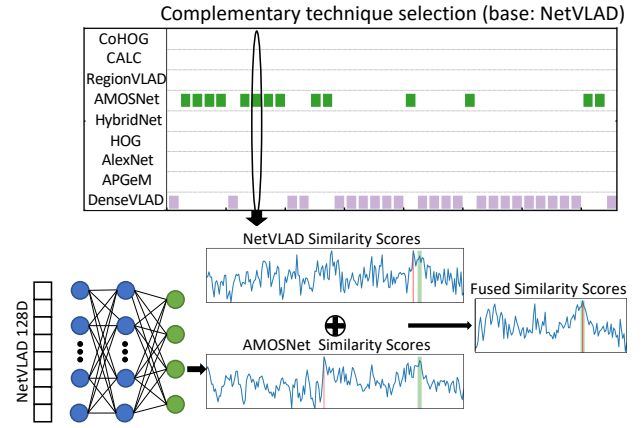 Complementary technique selection (base: NetVLAD)
CoHOG
CALC
RegionVLAD
AMOSNet
HybridNet
HOG
AlexNet
APGeM
DenseVLAD
NetVLAD Similarity Scores
Fused Similarity Scores
NetVLAD 128D
AMOSNet Similarity Scores